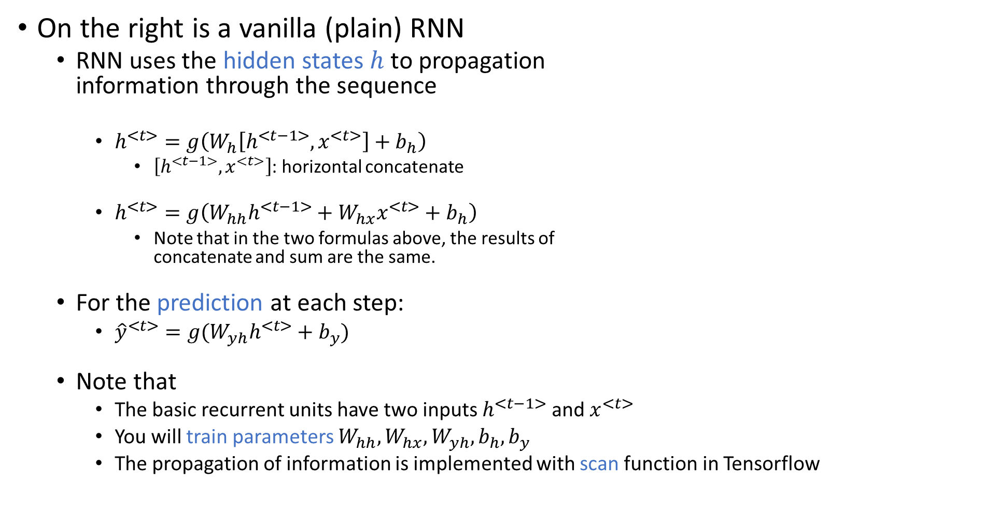 • On the right is a vanilla (plain) RNN
• RNN uses the hidden states ℎ to propagation
information through the sequence
• ℎ^{<t>} = g(W_h[ℎ^{<t−1>}, x^{<t>}] + b_h)
• [ℎ^{<t−1>}, x^{<t>}]: horizontal concatenate
• ℎ^{<t>} = g(W_{hh}ℎ^{<t−1>} + W_{hx}x^{<t>} + b_h)
• Note that in the two formulas above, the results of
concatenate and sum are the same.
• For the prediction at each step:
• ŷ^{<t>} = g(W_{yh}ℎ^{<t>} + b_y)
• Note that
• The basic recurrent units have two inputs ℎ^{<t−1>} and x^{<t>}
• You will train parameters W_{hh}, W_{hx}, W_{yh}, b_h, b_y
• The propagation of information is implemented with scan function in Tensorflow